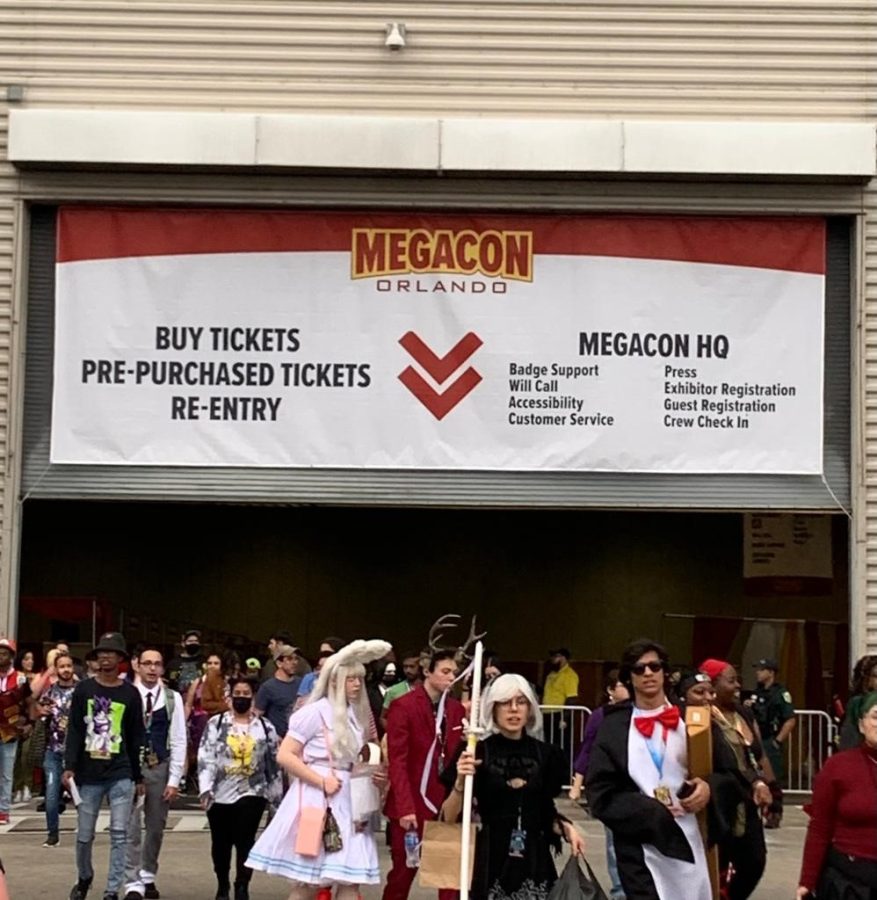 MEGACON
ORLANDO
BUY TICKETS
PRE-PURCHASED TICKETS
RE-ENTRY
MEGACON HQ
Badge Support
Will Call
Accessibility
Customer Service
Press
Exhibitor Registration
Guest Registration
Crew Check In